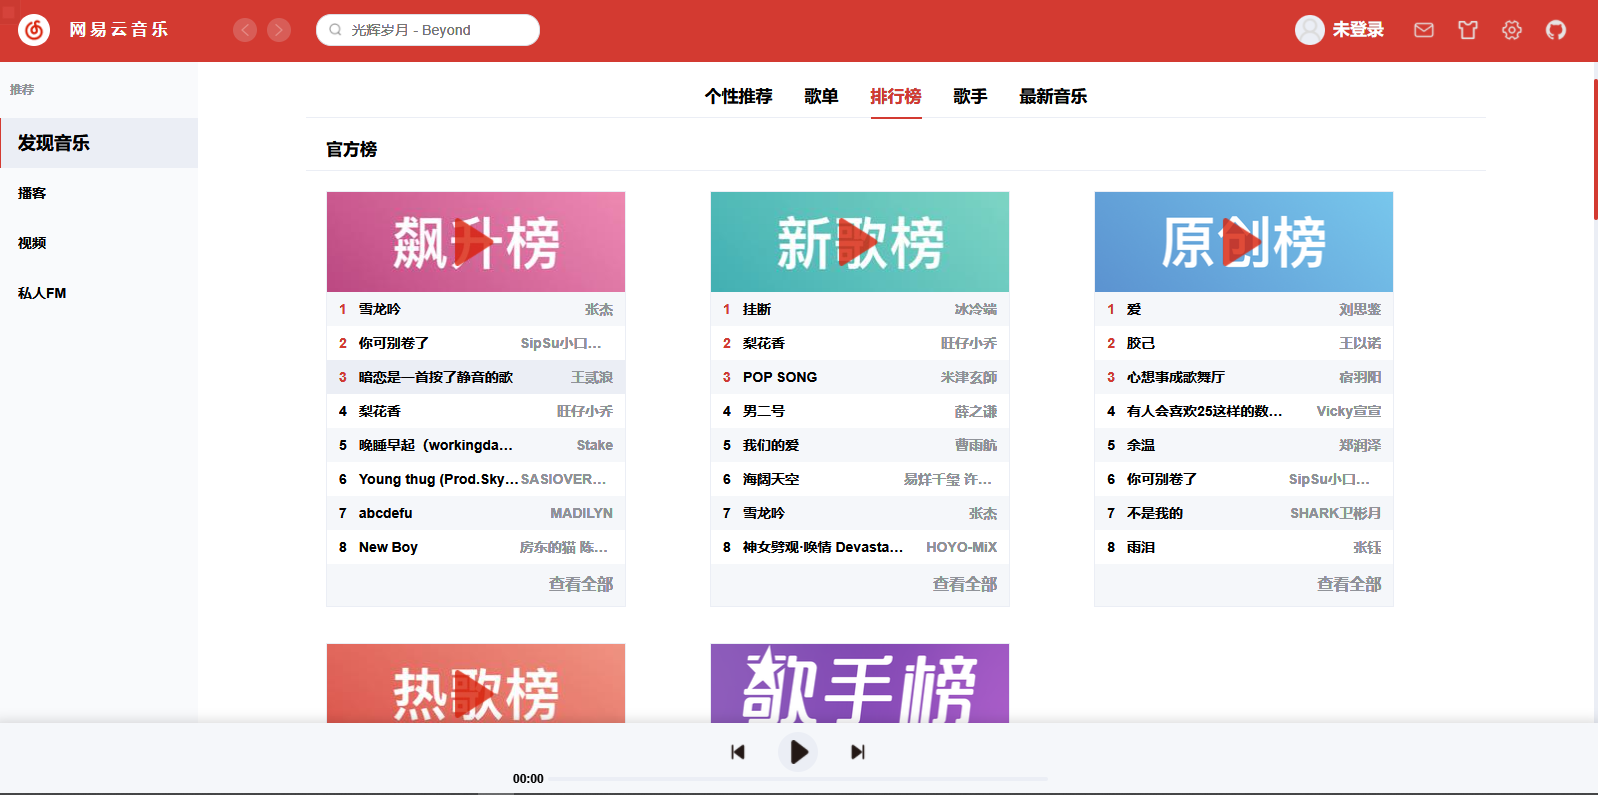 网易云音乐
光辉岁月 - Beyond
未登录
推荐
发现音乐
播客
视频
私人FM
个性推荐 歌单 排行榜 歌手 最新音乐
官方榜
飙升榜
1 雪龙吟 张杰
2 你可别卷了 SipSu小口...
3 暗恋是一首按了静音的歌 王贰浪
4 梨花香 旺仔小乔
5 晚睡早起（workingda... Stake
6 Young thug (Prod.Sky... SASIOVER...
7 abcdefu MADILYN
8 New Boy 房东的猫 陈...
查看全部
新歌榜
1 挂断 冰冷端
2 梨花香 旺仔小乔
3 POP SONG 米津玄師
4 男二号 薛之谦
5 我们的爱 曹雨航
6 海阔天空 易烊千玺 许...
7 雪龙吟 张杰
8 神女劈观·唤情 Devasta... HOYO-MiX
查看全部
原创榜
1 爱 刘思鉴
2 胶己 王以诺
3 心想事成歌舞厅 宿羽阳
4 有人会喜欢25这样的数... Vicky宣宣
5 余温 郑润泽
6 你可别卷了 SipSu小口...
7 不是我的 SHARK卫彬月
8 雨泪 张钰
查看全部
热歌榜
歌手榜
00:00